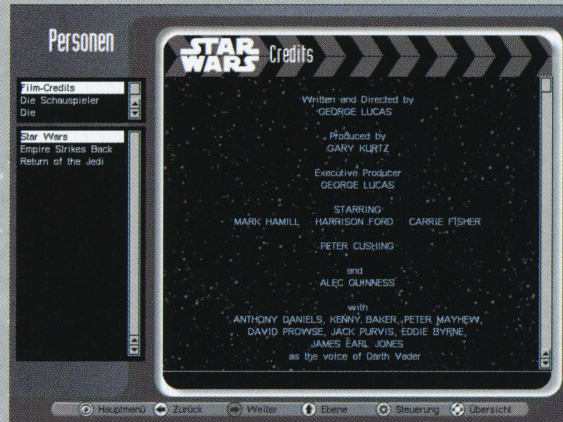 Personen
Film-Credits
Die Schauspieler
Die
Star Wars
Empire Strikes Back
Return of the Jedi
STAR
WARS
Credits
Written and Directed by
GEORGE LUCAS
Produced by
GARY KURTZ
Executive Producer
GEORGE LUCAS
STARRING
MARK HAMILL HARRISON FORD CARRIE FISHER
PETER CUSHING
and
ALEC GUINNESS
with
ANTHONY DANIELS, KENNY BAKER, PETER MAYHEW,
DAVID PROWSE, JACK PURVIS, EDDIE BYRNE,
JAMES EARL JONES
as the voice of Darth Vader
Hauptmenü Zurück Weiter Ebene Steuerung Übersicht